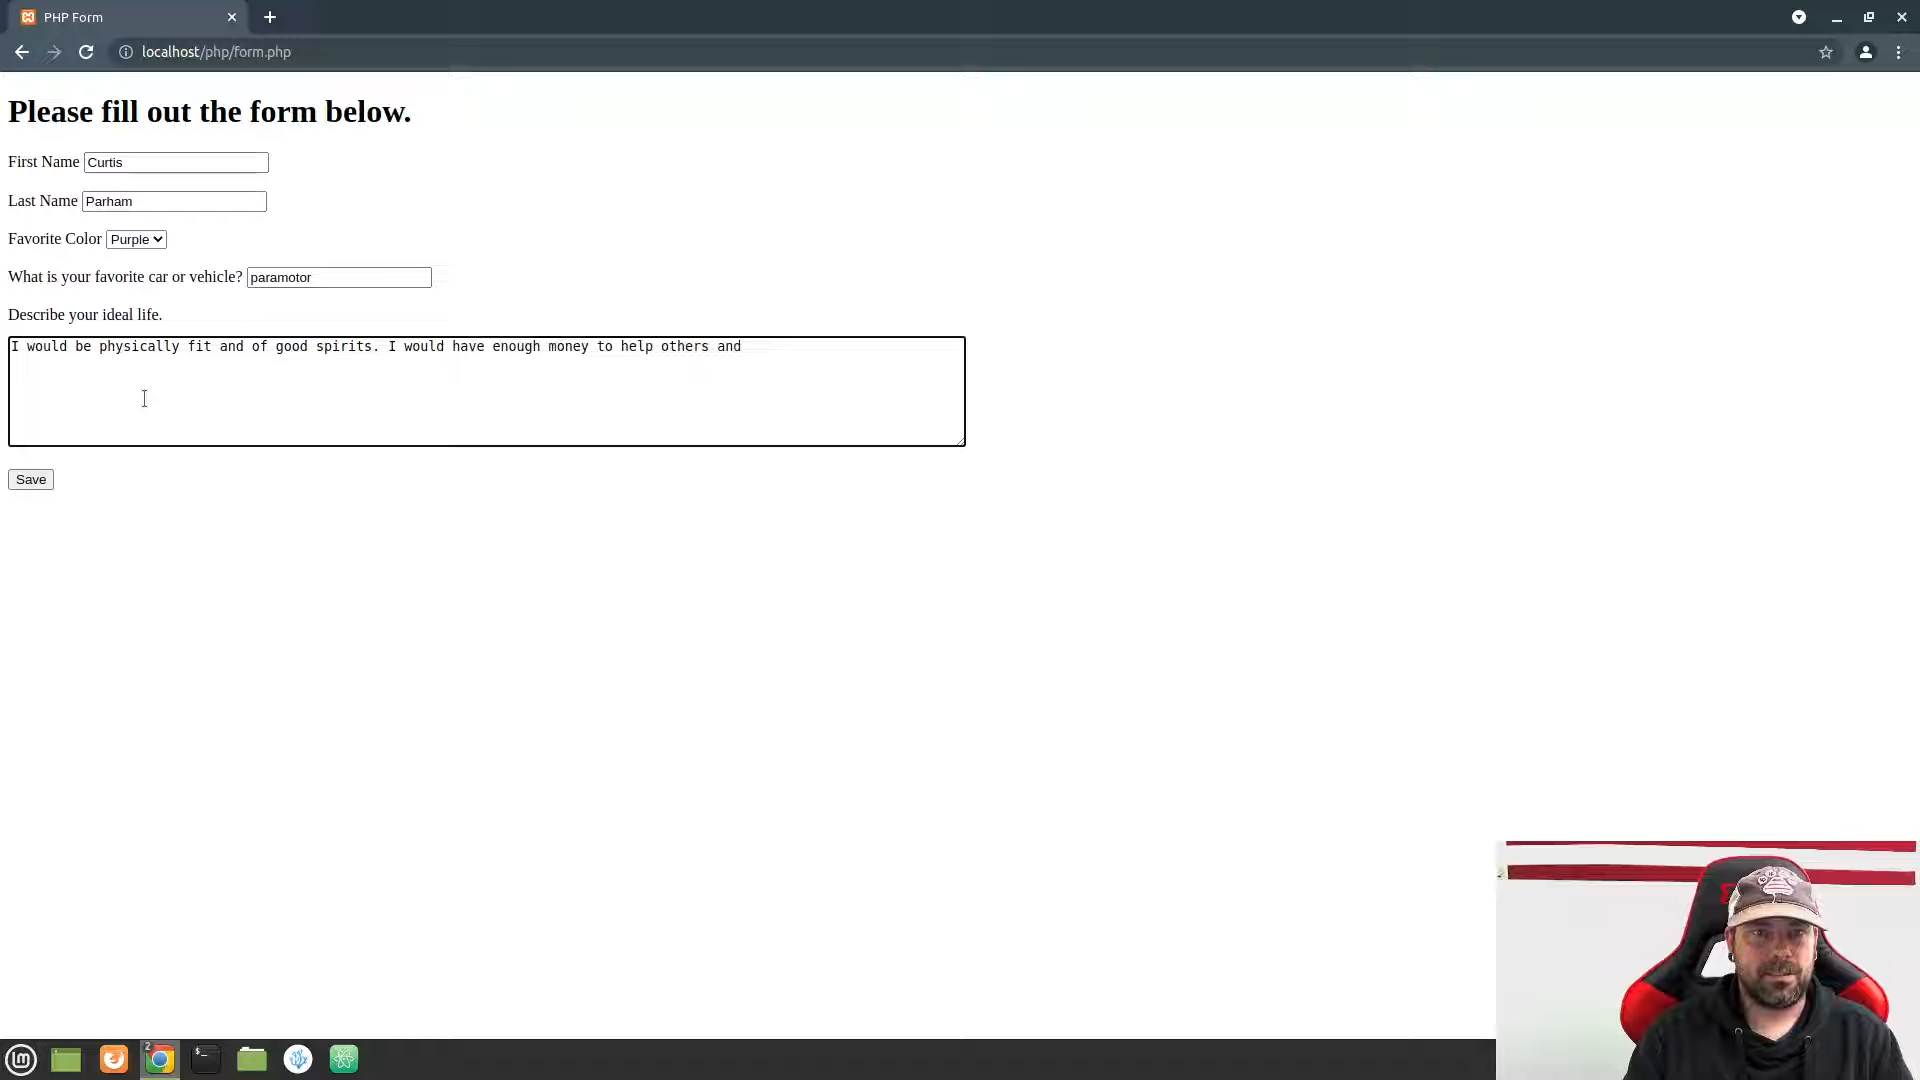 PHP Form
localhost/php/form.php
Please fill out the form below.
First Name Curtis
Last Name Parham
Favorite Color Purple
What is your favorite car or vehicle? paramotor
Describe your ideal life.
I would be physically fit and of good spirits. I would have enough money to help others and
Save
2